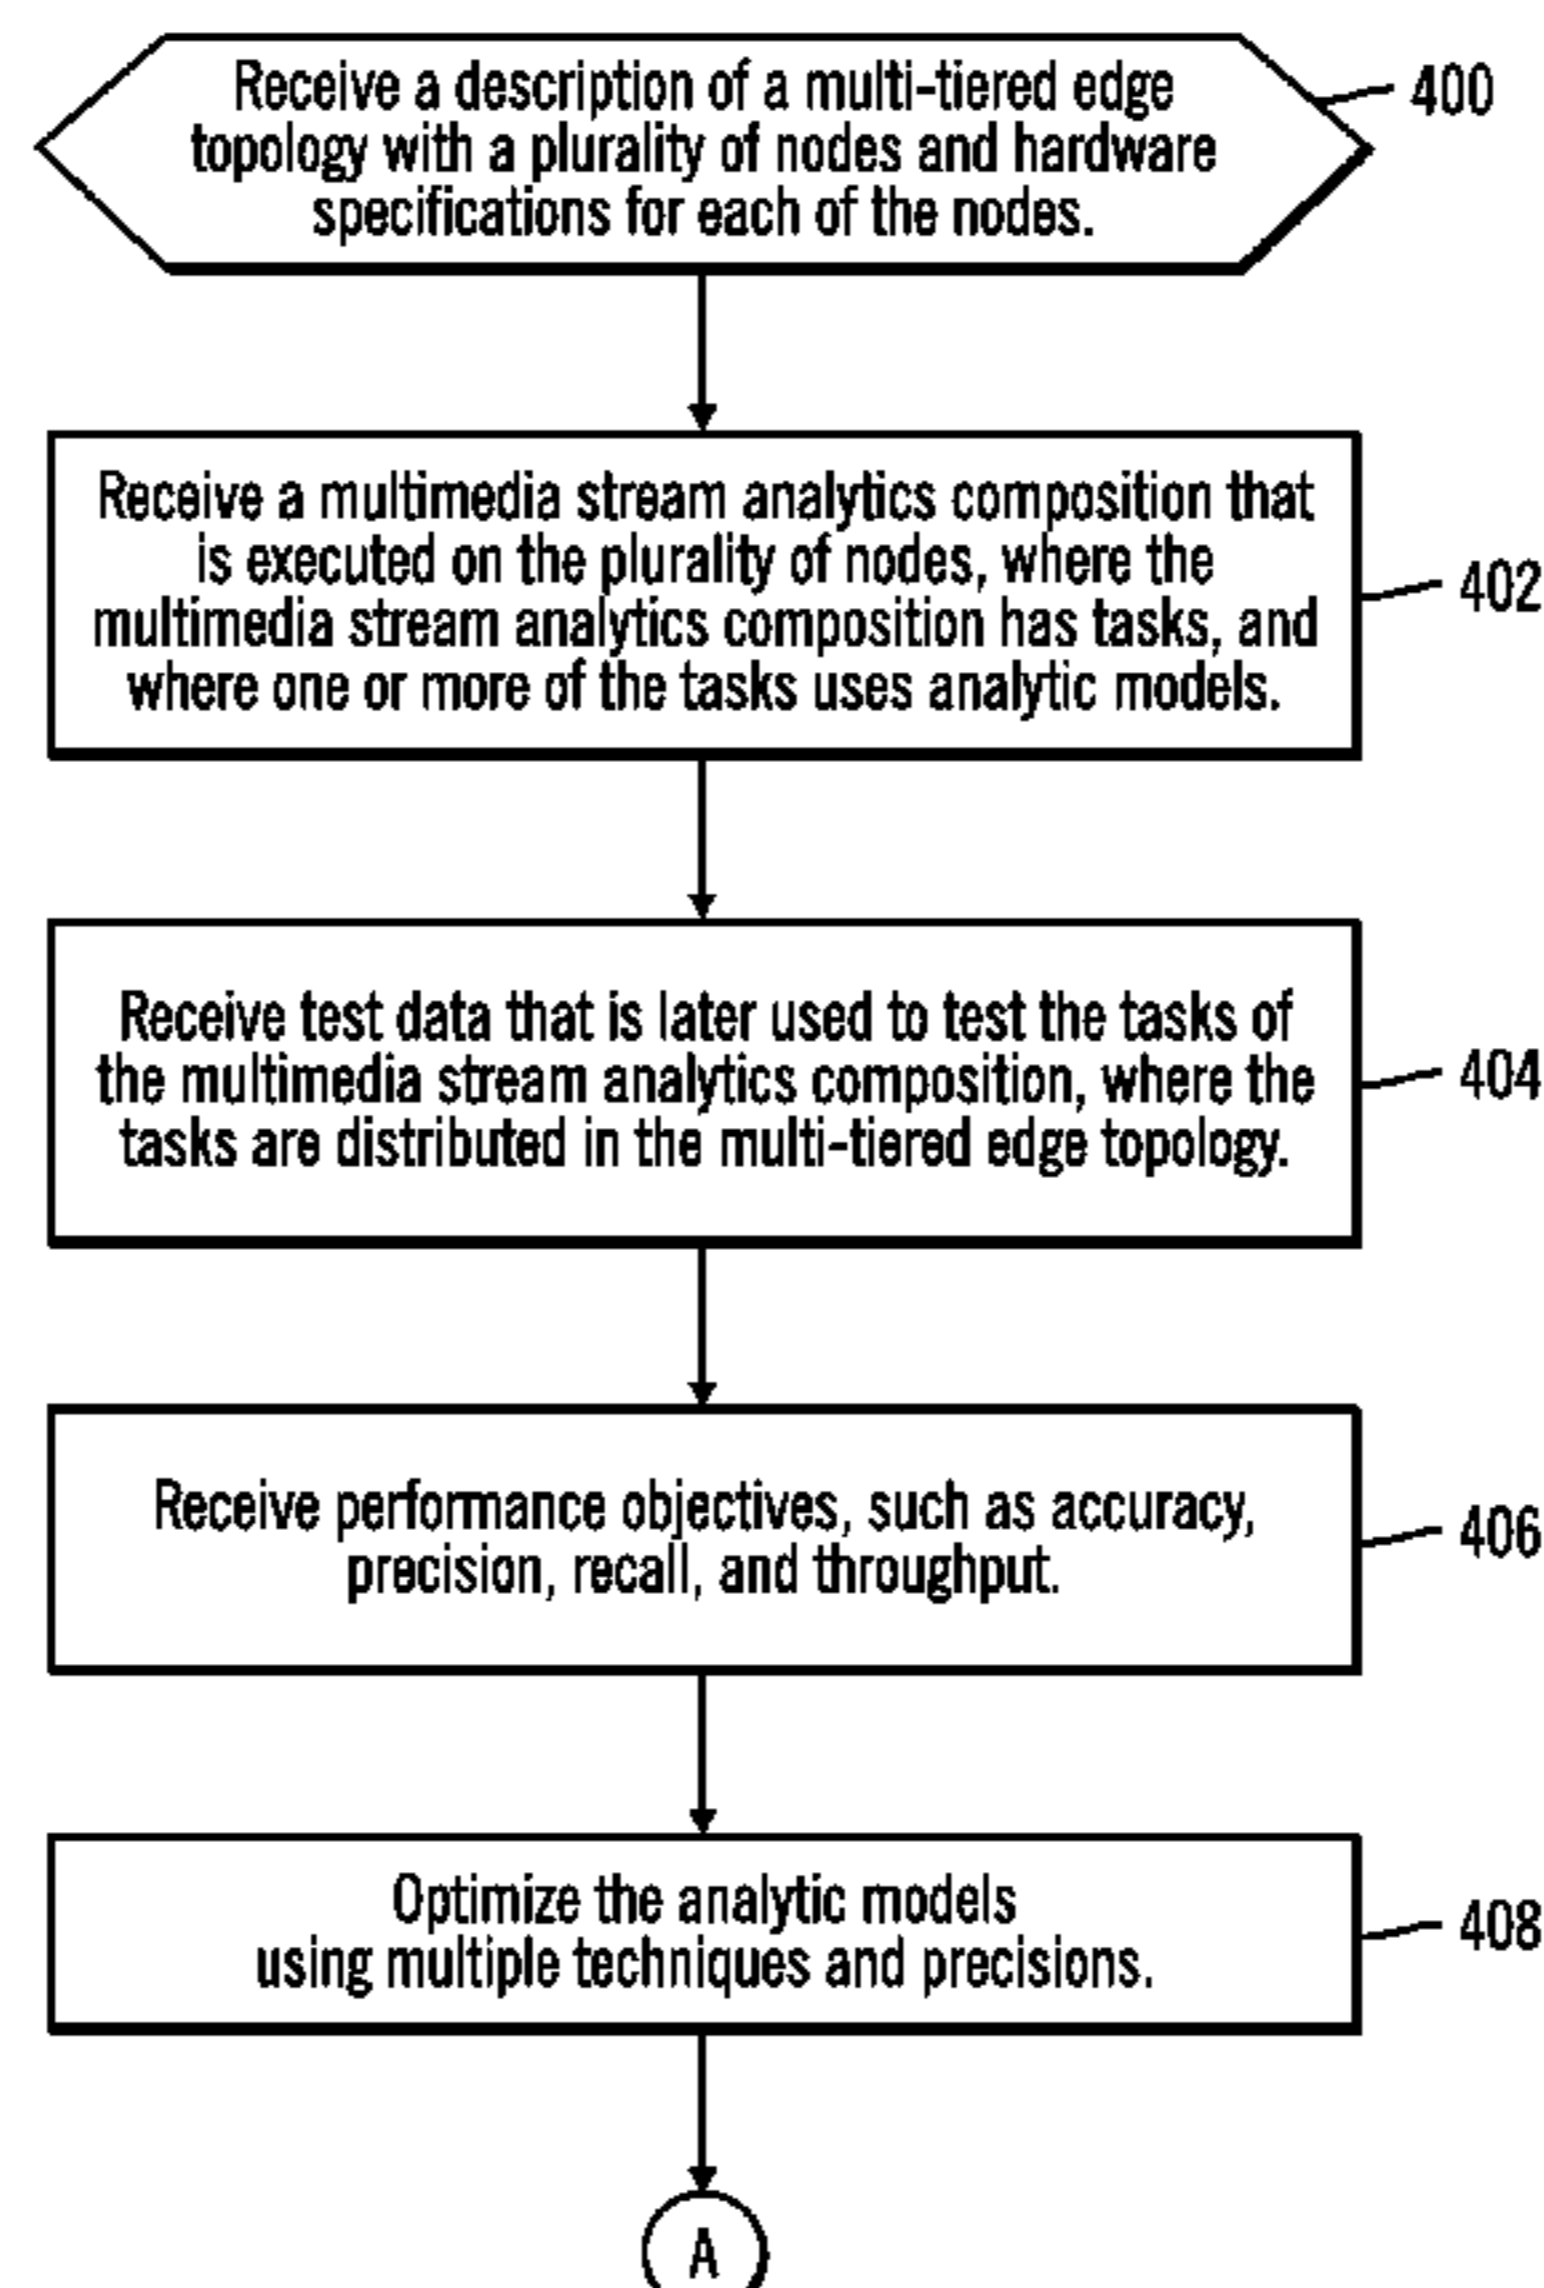 Receive a description of a multi-tiered edge
topology with a plurality of nodes and hardware
specifications for each of the nodes.
400
Receive a multimedia stream analytics composition that
is executed on the plurality of nodes, where the
multimedia stream analytics composition has tasks, and
where one or more of the tasks uses analytic models.
402
Receive test data that is later used to test the tasks of
the multimedia stream analytics composition, where the
tasks are distributed in the multi-tiered edge topology.
404
Receive performance objectives, such as accuracy,
precision, recall, and throughput.
406
Optimize the analytic models
using multiple techniques and precisions.
408
A